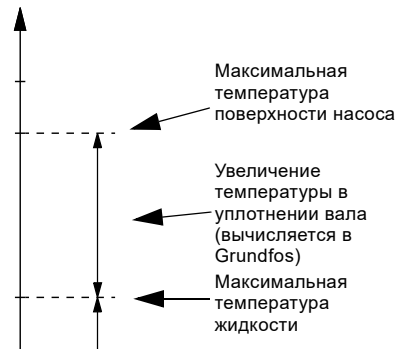 Максимальная
температура
поверхности насоса
Увеличение
температуры в
уплотнении вала
(вычисляется в
Grundfos)
Максимальная
температура
жидкости